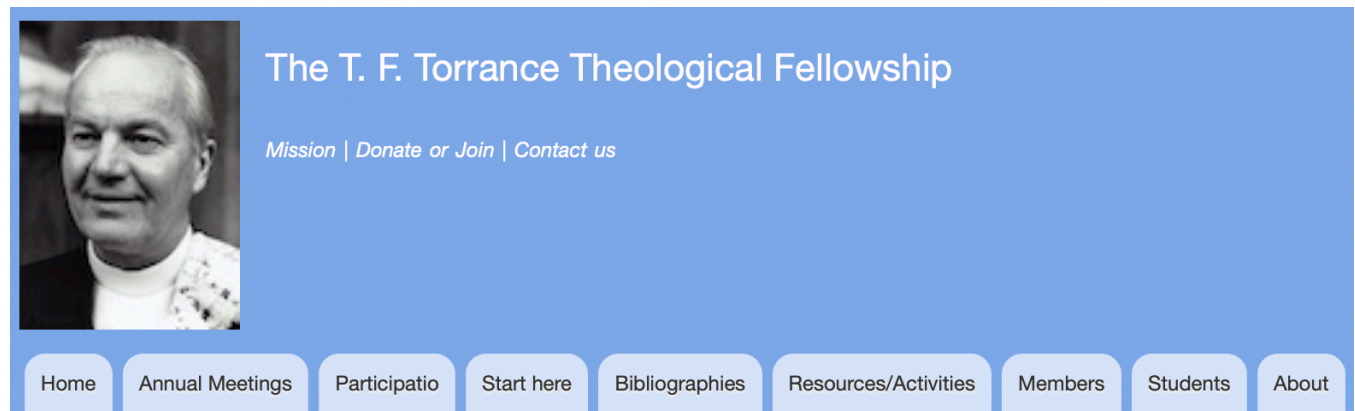 The T. F. Torrance Theological Fellowship
Mission | Donate or Join | Contact us
Home Annual Meetings Participatio Start here Bibliographies Resources/Activities Members Students About